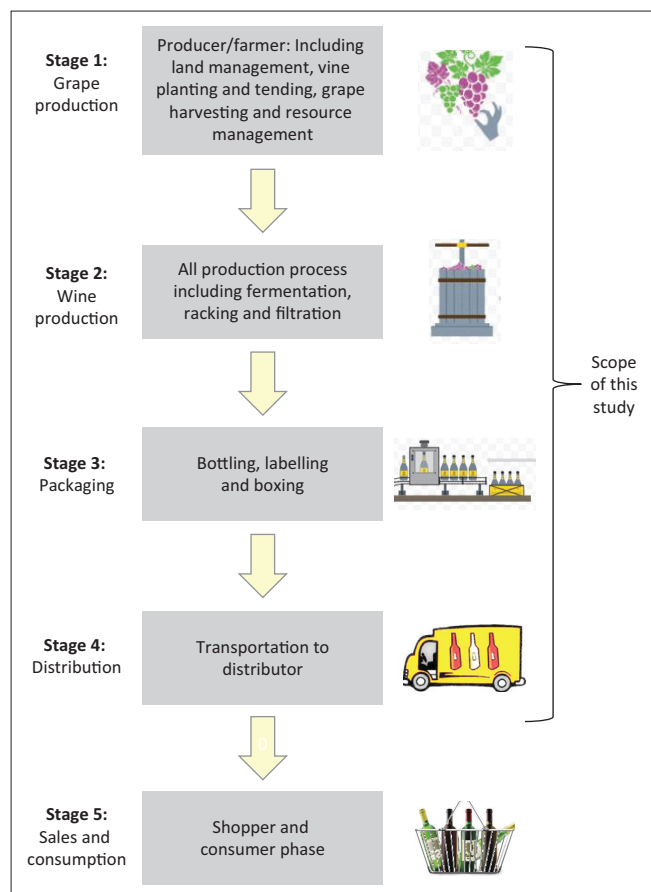 Stage 1:
Grape
production
Producer/farmer: Including
land management, vine
planting and tending, grape
harvesting and resource
management
Stage 2:
Wine
production
All production process
including fermentation,
racking and filtration
Scope
of this
study
Stage 3:
Packaging
Bottling, labelling
and boxing
Stage 4:
Distribution
Transportation to
distributor
0
Stage 5:
Sales and
consumption
Shopper and
consumer phase